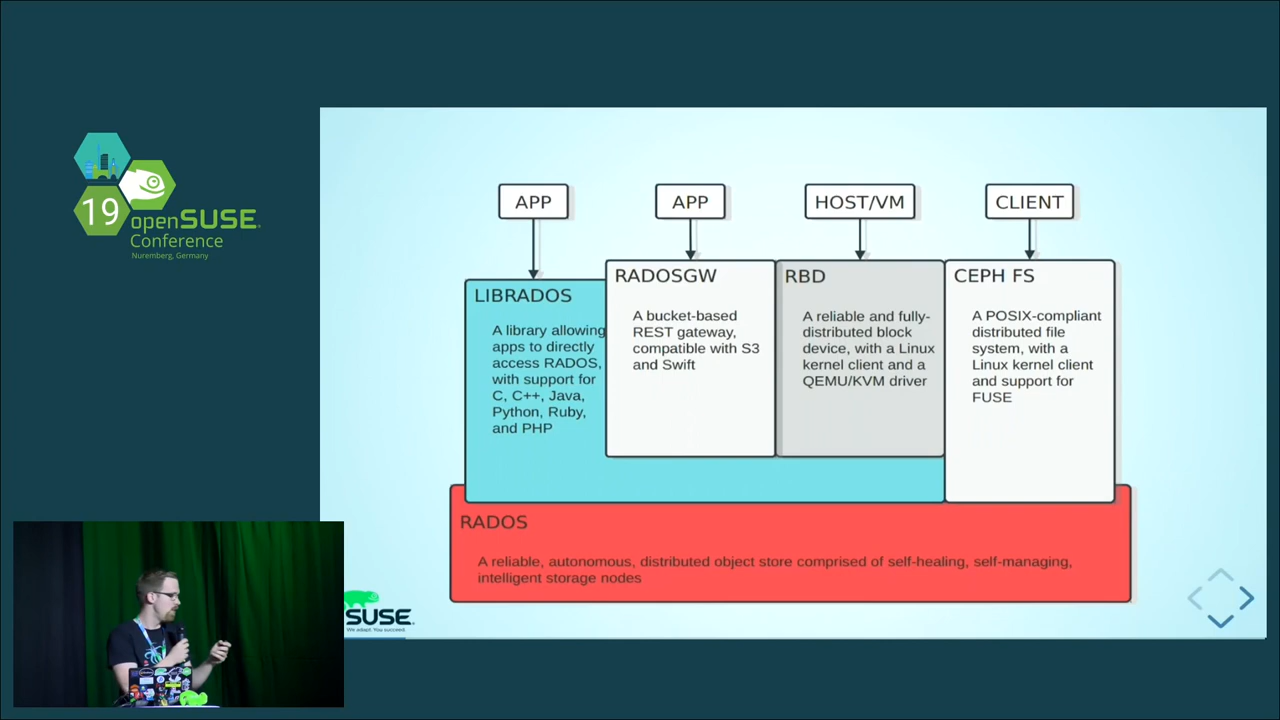 19
openSUSE
Conference
Nuremberg, Germany
APP
APP
HOST/VM
CLIENT
LIBRADOS
A library allowing
apps to directly
access RADOS,
with support for
C, C++, Java,
Python, Ruby,
and PHP
RADOSGW
A bucket-based
REST gateway,
compatible with S3
and Swift
RBD
A reliable and fully-
distributed block
device, with a Linux
kernel client and a
QEMU/KVM driver
CEPH FS
A POSIX-compliant
distributed file
system, with a
Linux kernel client
and support for
FUSE
RADOS
A reliable, autonomous, distributed object store comprised of self-healing, self-managing,
intelligent storage nodes
SUSE
We adapt. You succeed.